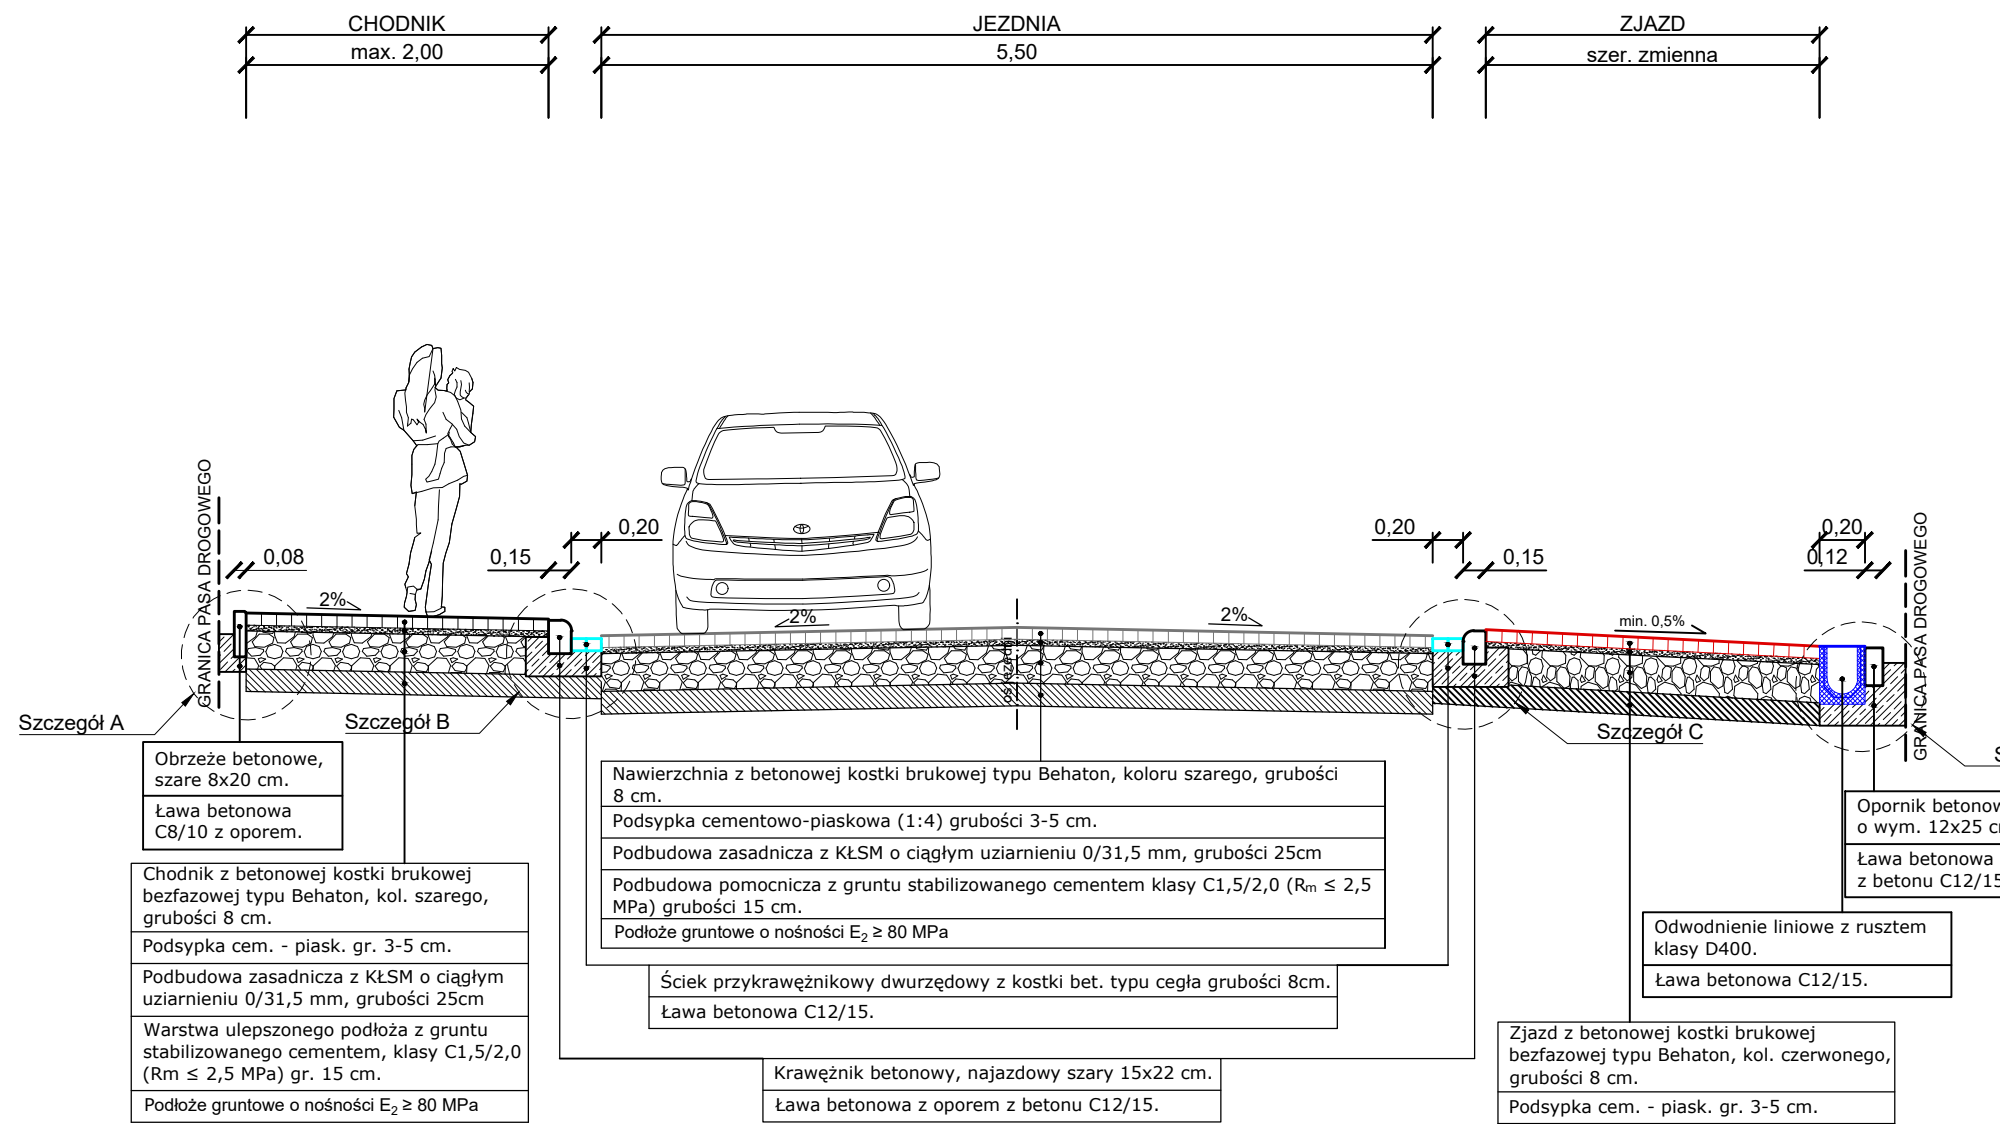 CHODNIK
max. 2,00
JEZDNIA
5,50
ZJAZD
szer. zmienna
GRANICA PASA DROGOWEGO
0,08
0,15
0,20
0,20
0,15
0,20
0,12
GRANICA PASA DROGOWEGO
2%
2%
2%
min. 0,5%
oś jezdni
Szczegół A
Szczegół B
Szczegół C
S
Obrzeże betonowe,
szare 8x20 cm.
Ława betonowa
C8/10 z oporem.
Chodnik z betonowej kostki brukowej
bezfazowej typu Behaton, kol. szarego,
grubości 8 cm.
Podsypka cem. - piask. gr. 3-5 cm.
Podbudowa zasadnicza z KŁSM o ciągłym
uziarnieniu 0/31,5 mm, grubości 25cm
Warstwa ulepszonego podłoża z gruntu
stabilizowanego cementem, klasy C1,5/2,0
(Rm ≤ 2,5 MPa) gr. 15 cm.
Podłoże gruntowe o nośności E₂ ≥ 80 MPa
Nawierzchnia z betonowej kostki brukowej typu Behaton, koloru szarego, grubości
8 cm.
Podsypka cementowo-piaskowa (1:4) grubości 3-5 cm.
Podbudowa zasadnicza z KŁSM o ciągłym uziarnieniu 0/31,5 mm, grubości 25cm
Podbudowa pomocnicza z gruntu stabilizowanego cementem klasy C1,5/2,0 (Rₘ ≤ 2,5
MPa) grubości 15 cm.
Podłoże gruntowe o nośności E₂ ≥ 80 MPa
Ściek przykrawężnikowy dwurzędowy z kostki bet. typu cegła grubości 8cm.
Ława betonowa C12/15.
Krawężnik betonowy, najazdowy szary 15x22 cm.
Ława betonowa z oporem z betonu C12/15.
Opornik betonow
o wym. 12x25 c
Ława betonowa
z betonu C12/15
Odwodnienie liniowe z rusztem
klasy D400.
Ława betonowa C12/15.
Zjazd z betonowej kostki brukowej
bezfazowej typu Behaton, kol. czerwonego,
grubości 8 cm.
Podsypka cem. - piask. gr. 3-5 cm.